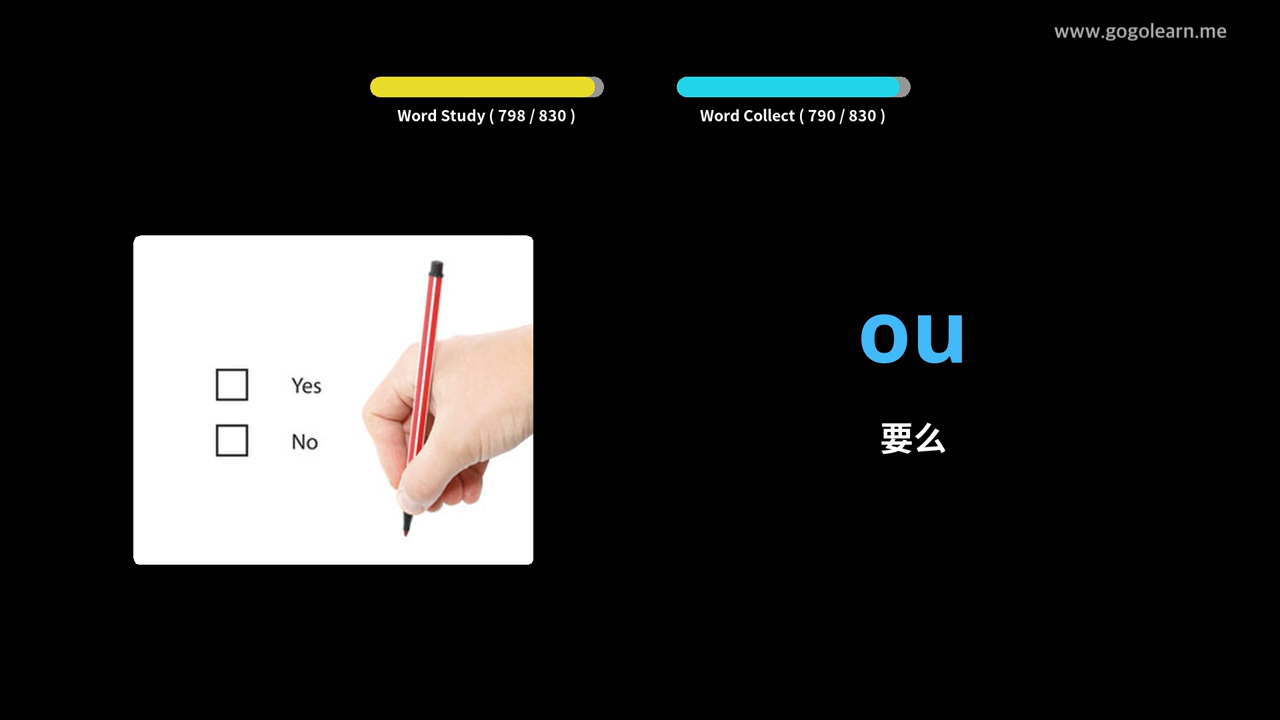 www.gogolearn.me
Word Study ( 798 / 830 )
Word Collect ( 790 / 830 )
Yes
No
ou
要么